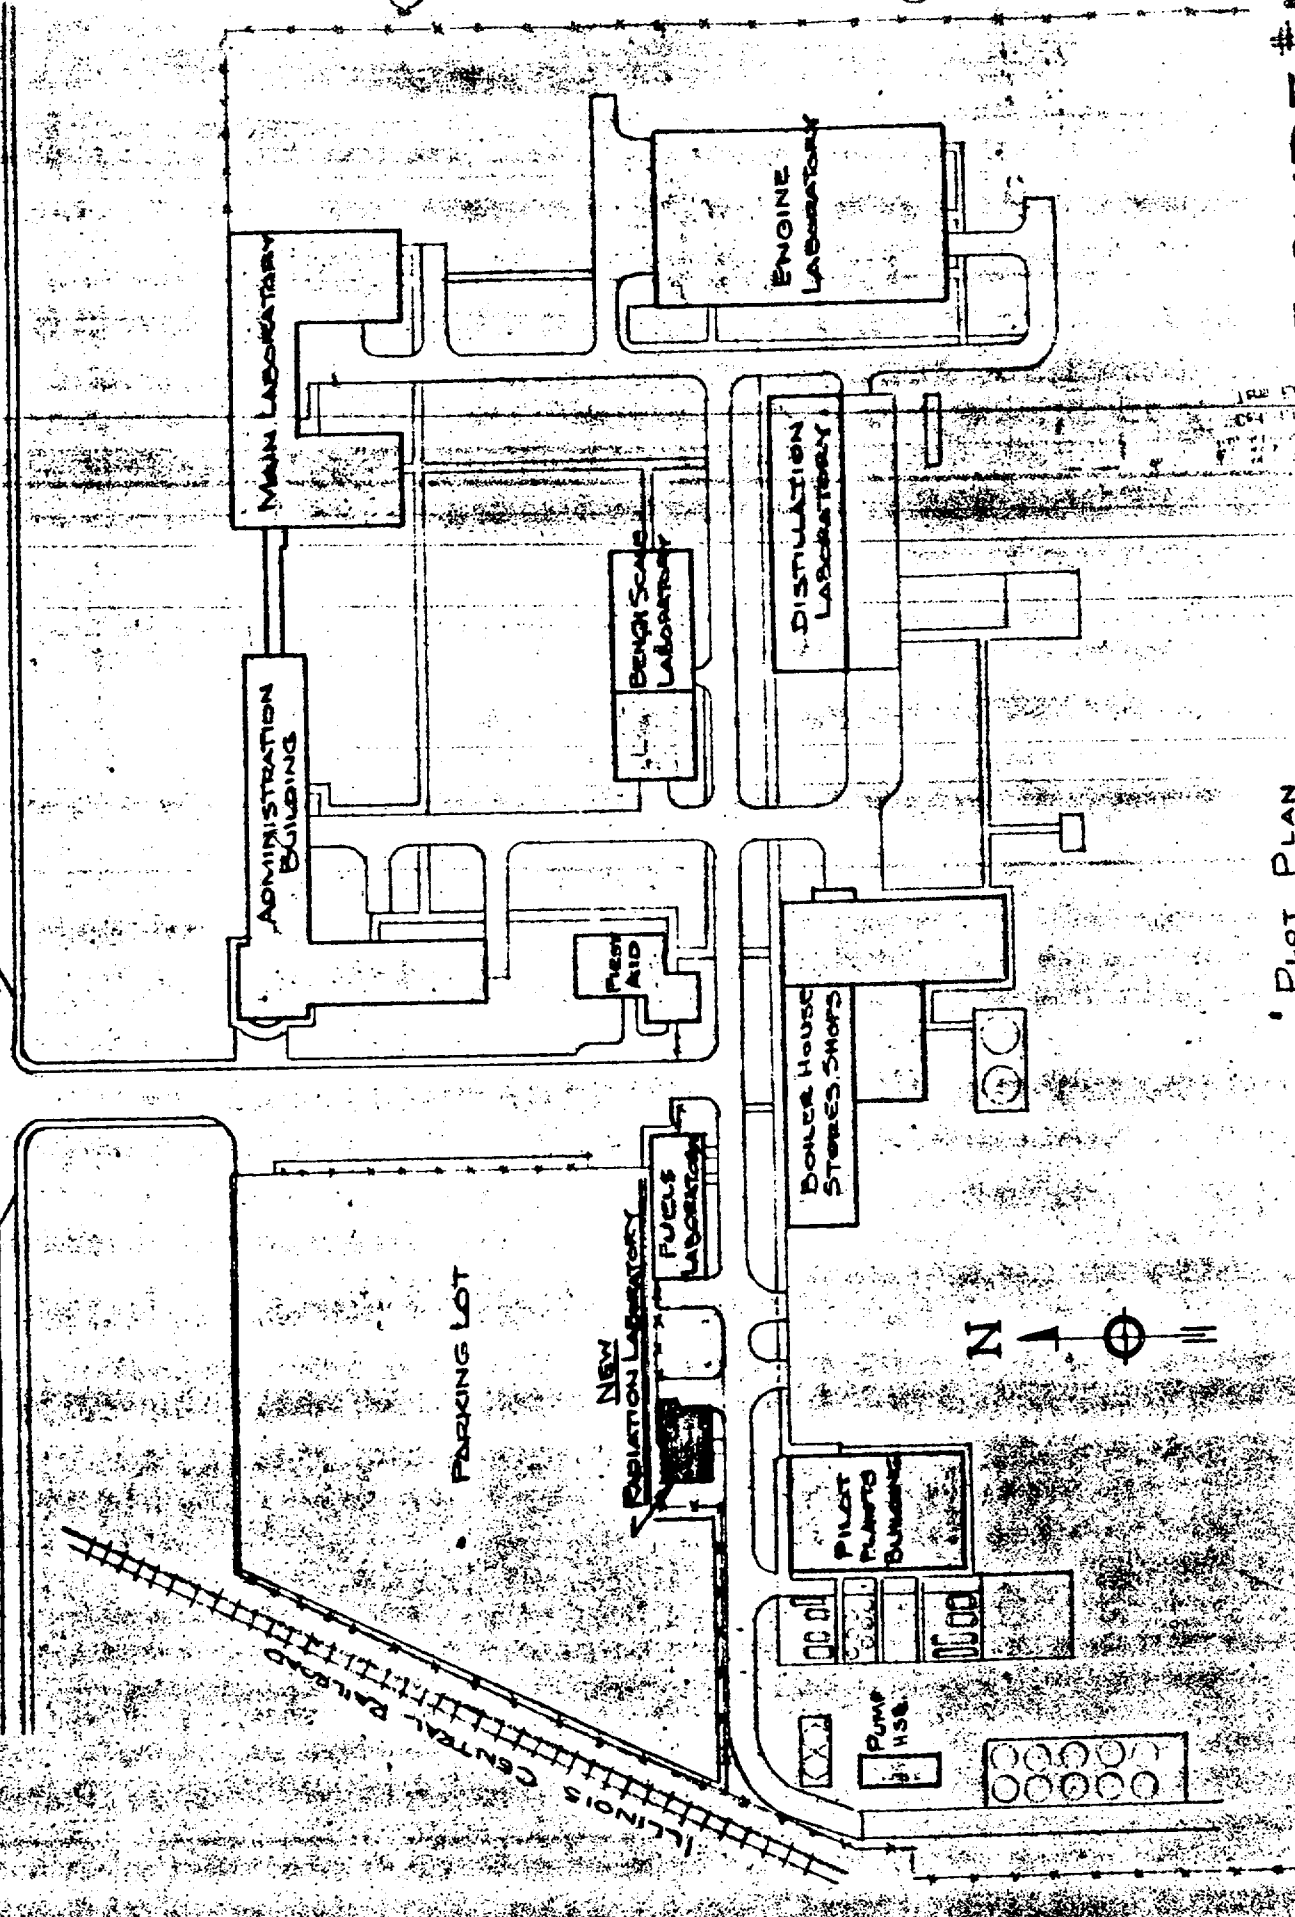 MAIN LABORATORY
ENGINE
LABORATORY
ADMINISTRATION
BUILDING
BENCH SCALE
LABORATORY
DISTILLATION
LABORATORY
FIRST
AID
BOILER HOUSE
STORES. SHOPS
FUELS
LABORATORY
NEW
RADIATION LABORATORY
PARKING LOT
PILOT
PLANTS
BUILDING
PUMP
HSE.
ILLINOIS CENTRAL RAILROAD
N
PLOT PLAN